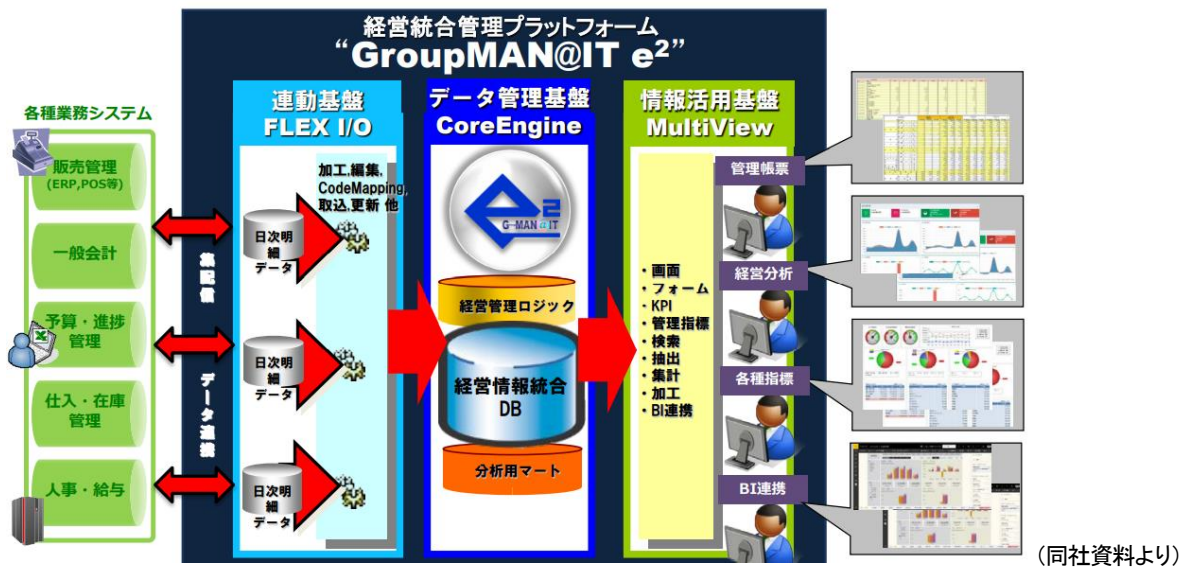 経営統合管理プラットフォーム
“GroupMAN@IT e²”
各種業務システム
販売管理
(ERP,POS等)
一般会計
予算・進捗
管理
仕入・在庫
管理
人事・給与
集配信
データ連携
連動基盤
FLEX I/O
加工,編集,
CodeMapping,
取込,更新 他
日次明
細
データ
日次明
細
データ
日次明
細
データ
データ管理基盤
CoreEngine
e2
G-MAN@IT
経営管理ロジック
経営情報統合
DB
分析用マート
情報活用基盤
MultiView
・画面
・フォーム
・KPI
・管理指標
・検索
・抽出
・集計
・加工
・BI連携
管理帳票
経営分析
各種指標
BI連携
(同社資料より)